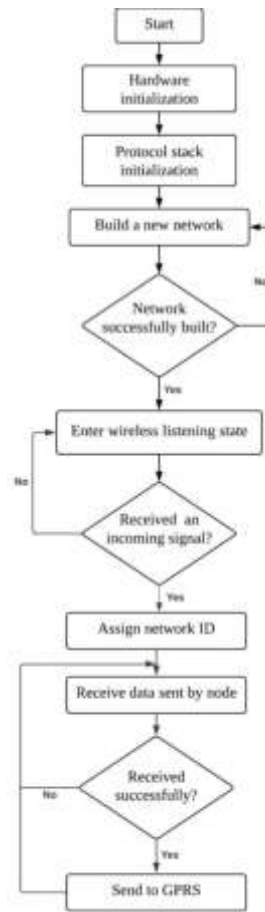 Start
Hardware
initialization
Protocol stack
initialization
Build a new network
No
Network
successfully built?
Yes
Enter wireless listening state
No
Received an
incoming signal?
Yes
Assign network ID
Receive data sent by node
Received
successfully?
No
Yes
Send to GPRS